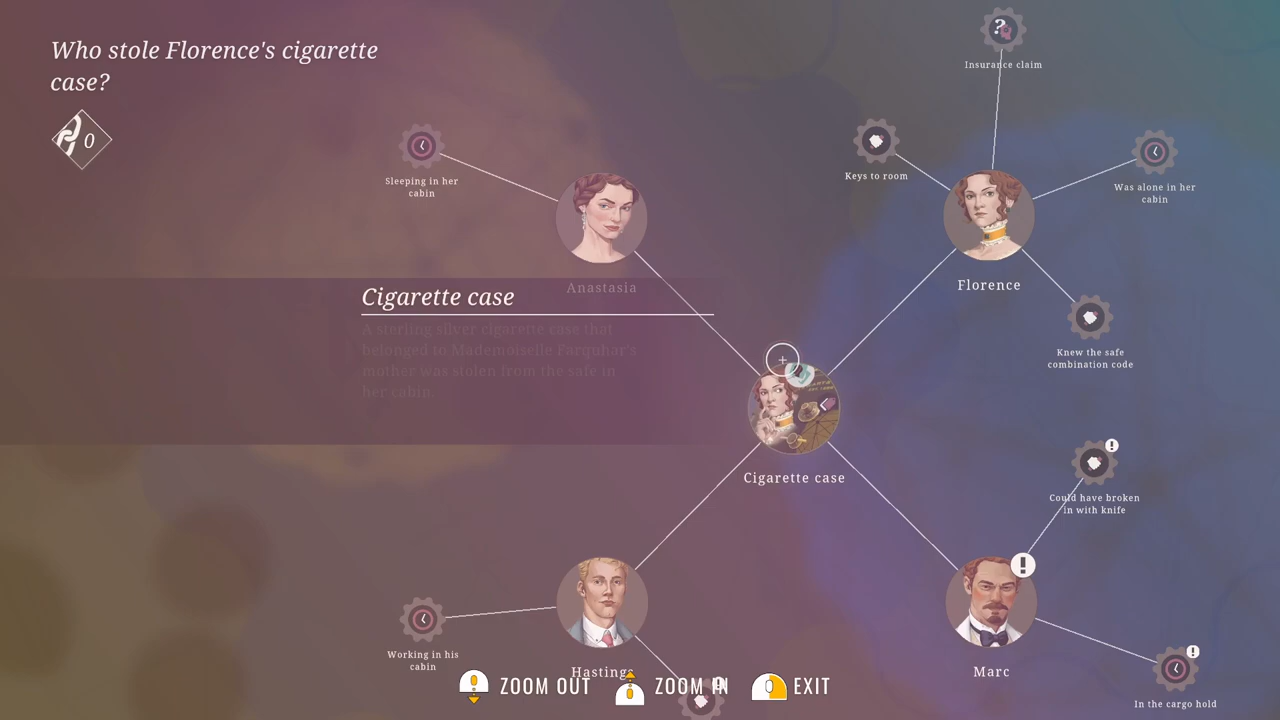 Who stole Florence's cigarette
case?
0
Insurance claim
Keys to room
Was alone in her
cabin
Sleeping in her
cabin
Anastasia
Florence
Cigarette case
A sterling silver cigarette case that
belonged to Mademoiselle Farquhar's
mother was stolen from the safe in
her cabin.
Knew the safe
combination code
Cigarette case
Could have broken
in with knife
Working in his
cabin
Hastings
Marc
In the cargo hold
ZOOM OUT
ZOOM IN
EXIT